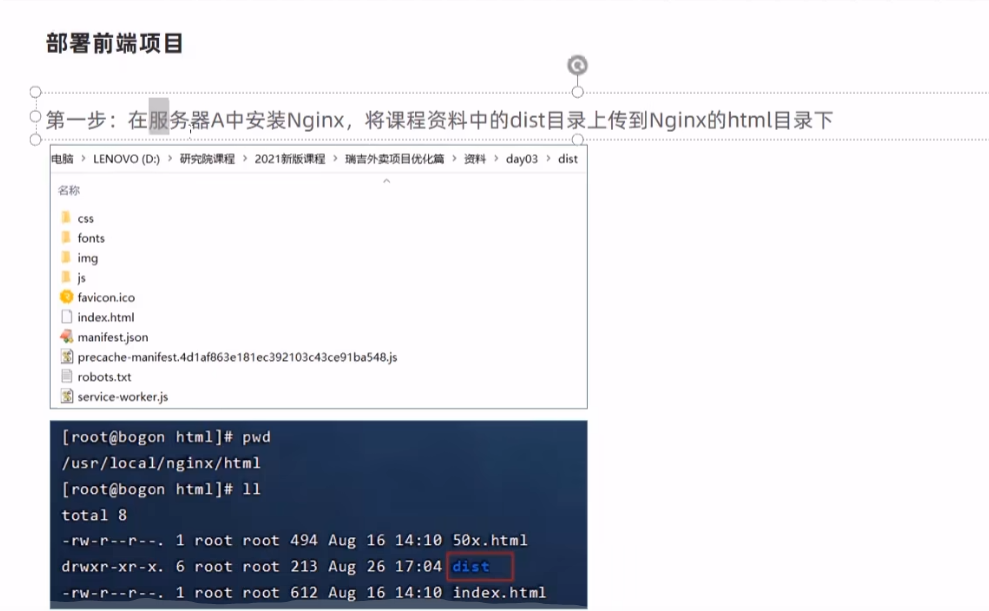 部署前端项目
第一步：在服务器A中安装Nginx，将课程资料中的dist目录上传到Nginx的html目录下
电脑 > LENOVO (D:) > 研究院课程 > 2021新版课程 > 瑞吉外卖项目优化篇 > 资料 > day03 > dist
名称
css
fonts
img
js
favicon.ico
index.html
manifest.json
precache-manifest.4d1af863e181ec392103c43ce91ba548.js
robots.txt
service-worker.js
[root@bogon html]# pwd
/usr/local/nginx/html
[root@bogon html]# ll
total 8
-rw-r--r--. 1 root root 494 Aug 16 14:10 50x.html
drwxr-xr-x. 6 root root 213 Aug 26 17:04 dist
-rw-r--r--. 1 root root 612 Aug 16 14:10 index.html